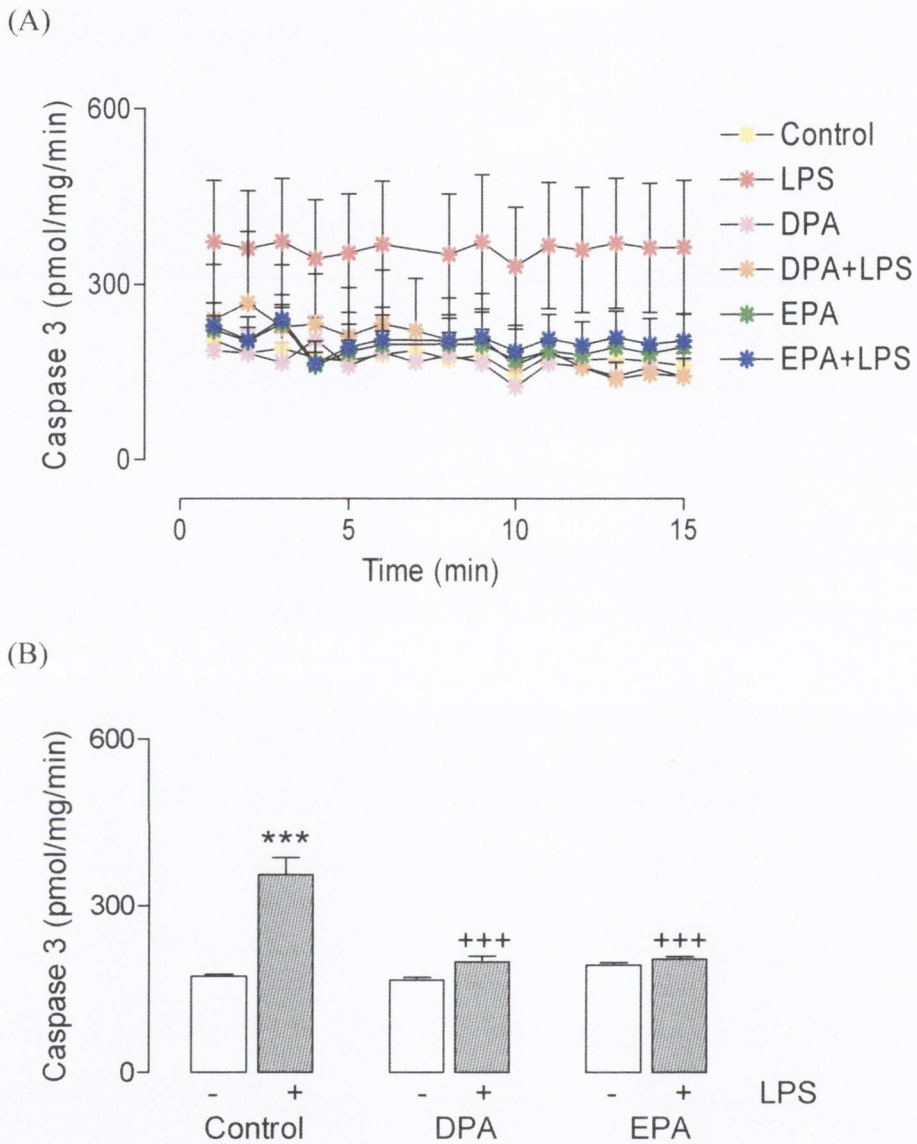 (A)
Caspase 3 (pmol/mg/min)
600
300
0
0 5 10 15
Time (min)
Control
LPS
DPA
DPA+LPS
EPA
EPA+LPS
(B)
Caspase 3 (pmol/mg/min)
600
300
0
***
+++
+++
- + - + - + LPS
Control DPA EPA